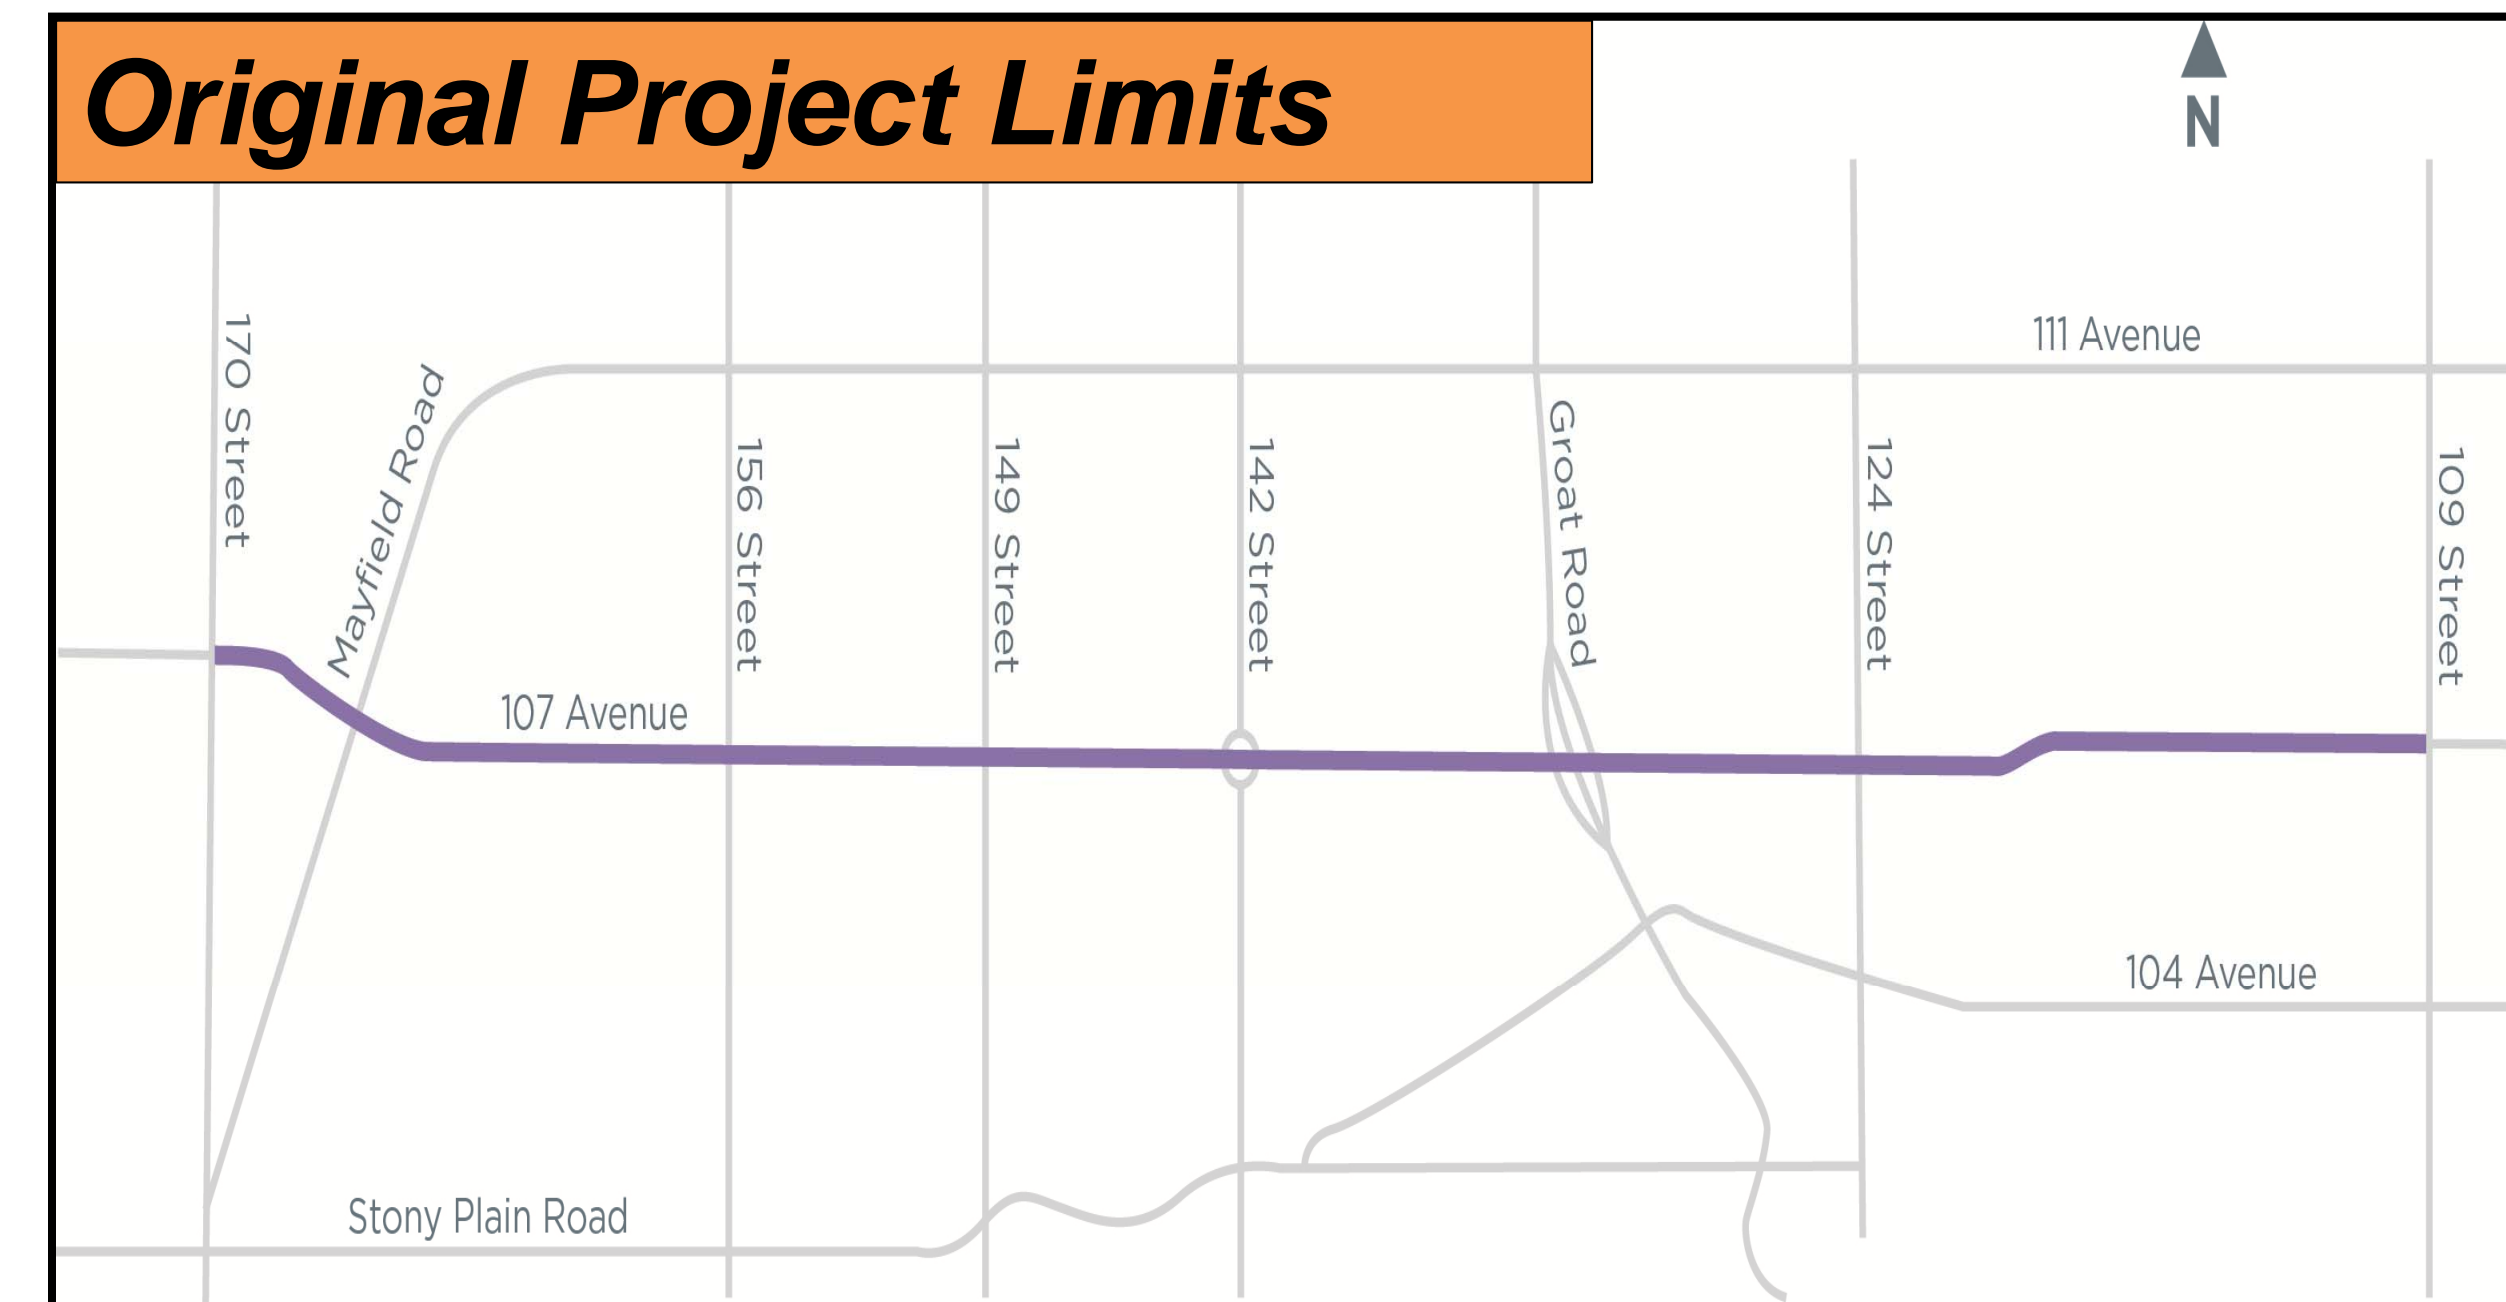 Original Project Limits
N
111 Avenue
170 Street
Mayfield Road
Groat Road
156 Street
149 Street
142 Street
124 Street
109 Street
107 Avenue
104 Avenue
Stony Plain Road